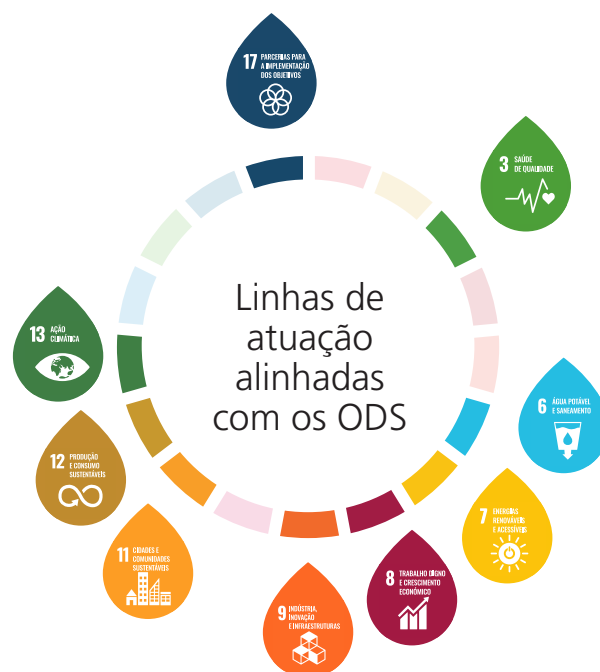 17 PARCERIAS PARA
A IMPLEMENTAÇÃO
DOS OBJETIVOS
3 SAÚDE
DE QUALIDADE
Linhas de
atuação
alinhadas
com os ODS
13 AÇÃO
CLIMÁTICA
6 ÁGUA POTÁVEL
E SANEAMENTO
12 PRODUÇÃO
E CONSUMO
SUSTENTÁVEIS
7 ENERGIAS
RENOVÁVEIS
E ACESSÍVEIS
11 CIDADES E
COMUNIDADES
SUSTENTÁVEIS
8 TRABALHO DIGNO
E CRESCIMENTO
ECONÓMICO
9 INDÚSTRIA,
INOVAÇÃO
E INFRAESTRUTURAS